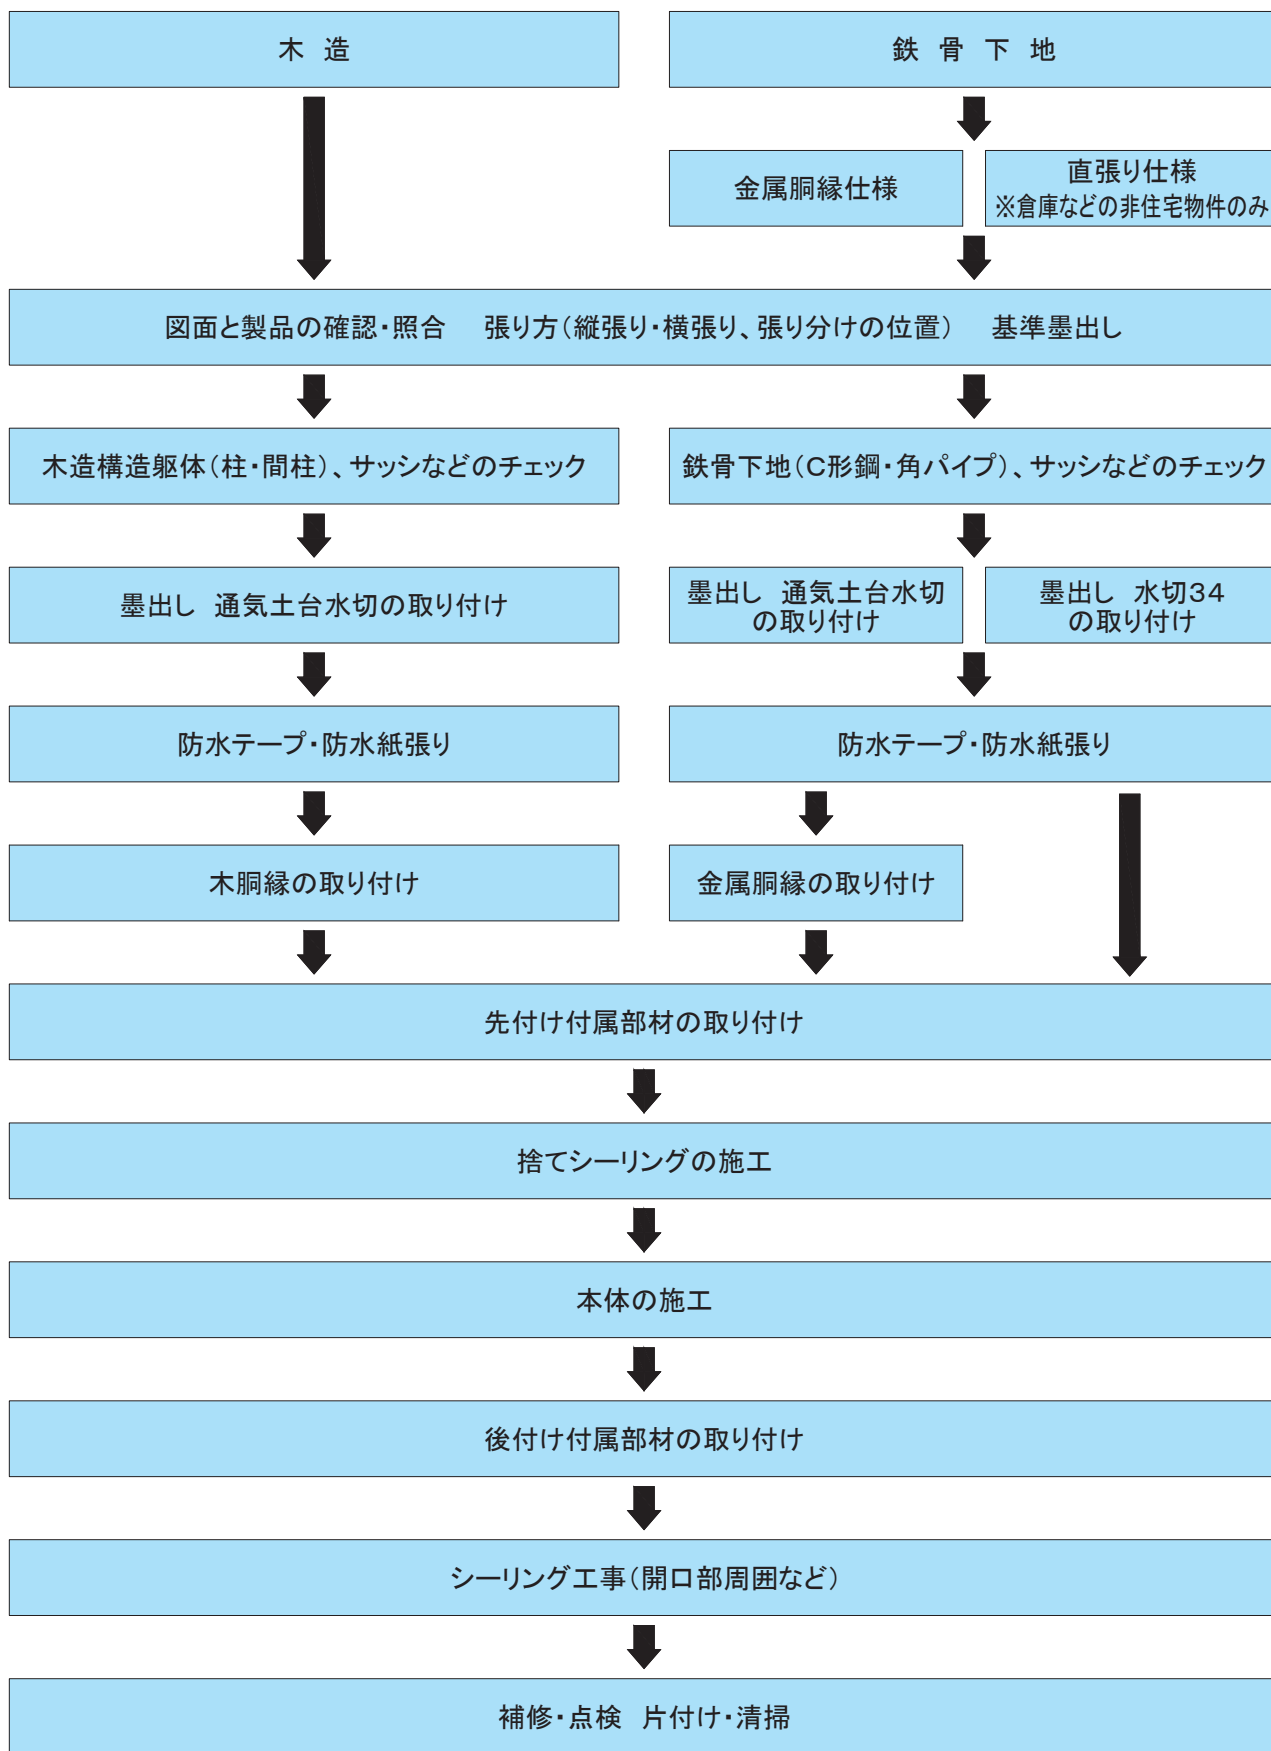 木 造
鉄 骨 下 地
金属胴縁仕様
直張り仕様
※倉庫などの非住宅物件のみ
図面と製品の確認・照合　張り方（縦張り・横張り、張り分けの位置）　基準墨出し
木造構造躯体（柱・間柱）、サッシなどのチェック
鉄骨下地（C形鋼・角パイプ）、サッシなどのチェック
墨出し　通気土台水切の取り付け
墨出し　通気土台水切
の取り付け
墨出し　水切34
の取り付け
防水テープ・防水紙張り
防水テープ・防水紙張り
木胴縁の取り付け
金属胴縁の取り付け
先付け付属部材の取り付け
捨てシーリングの施工
本体の施工
後付け付属部材の取り付け
シーリング工事（開口部周囲など）
補修・点検　片付け・清掃